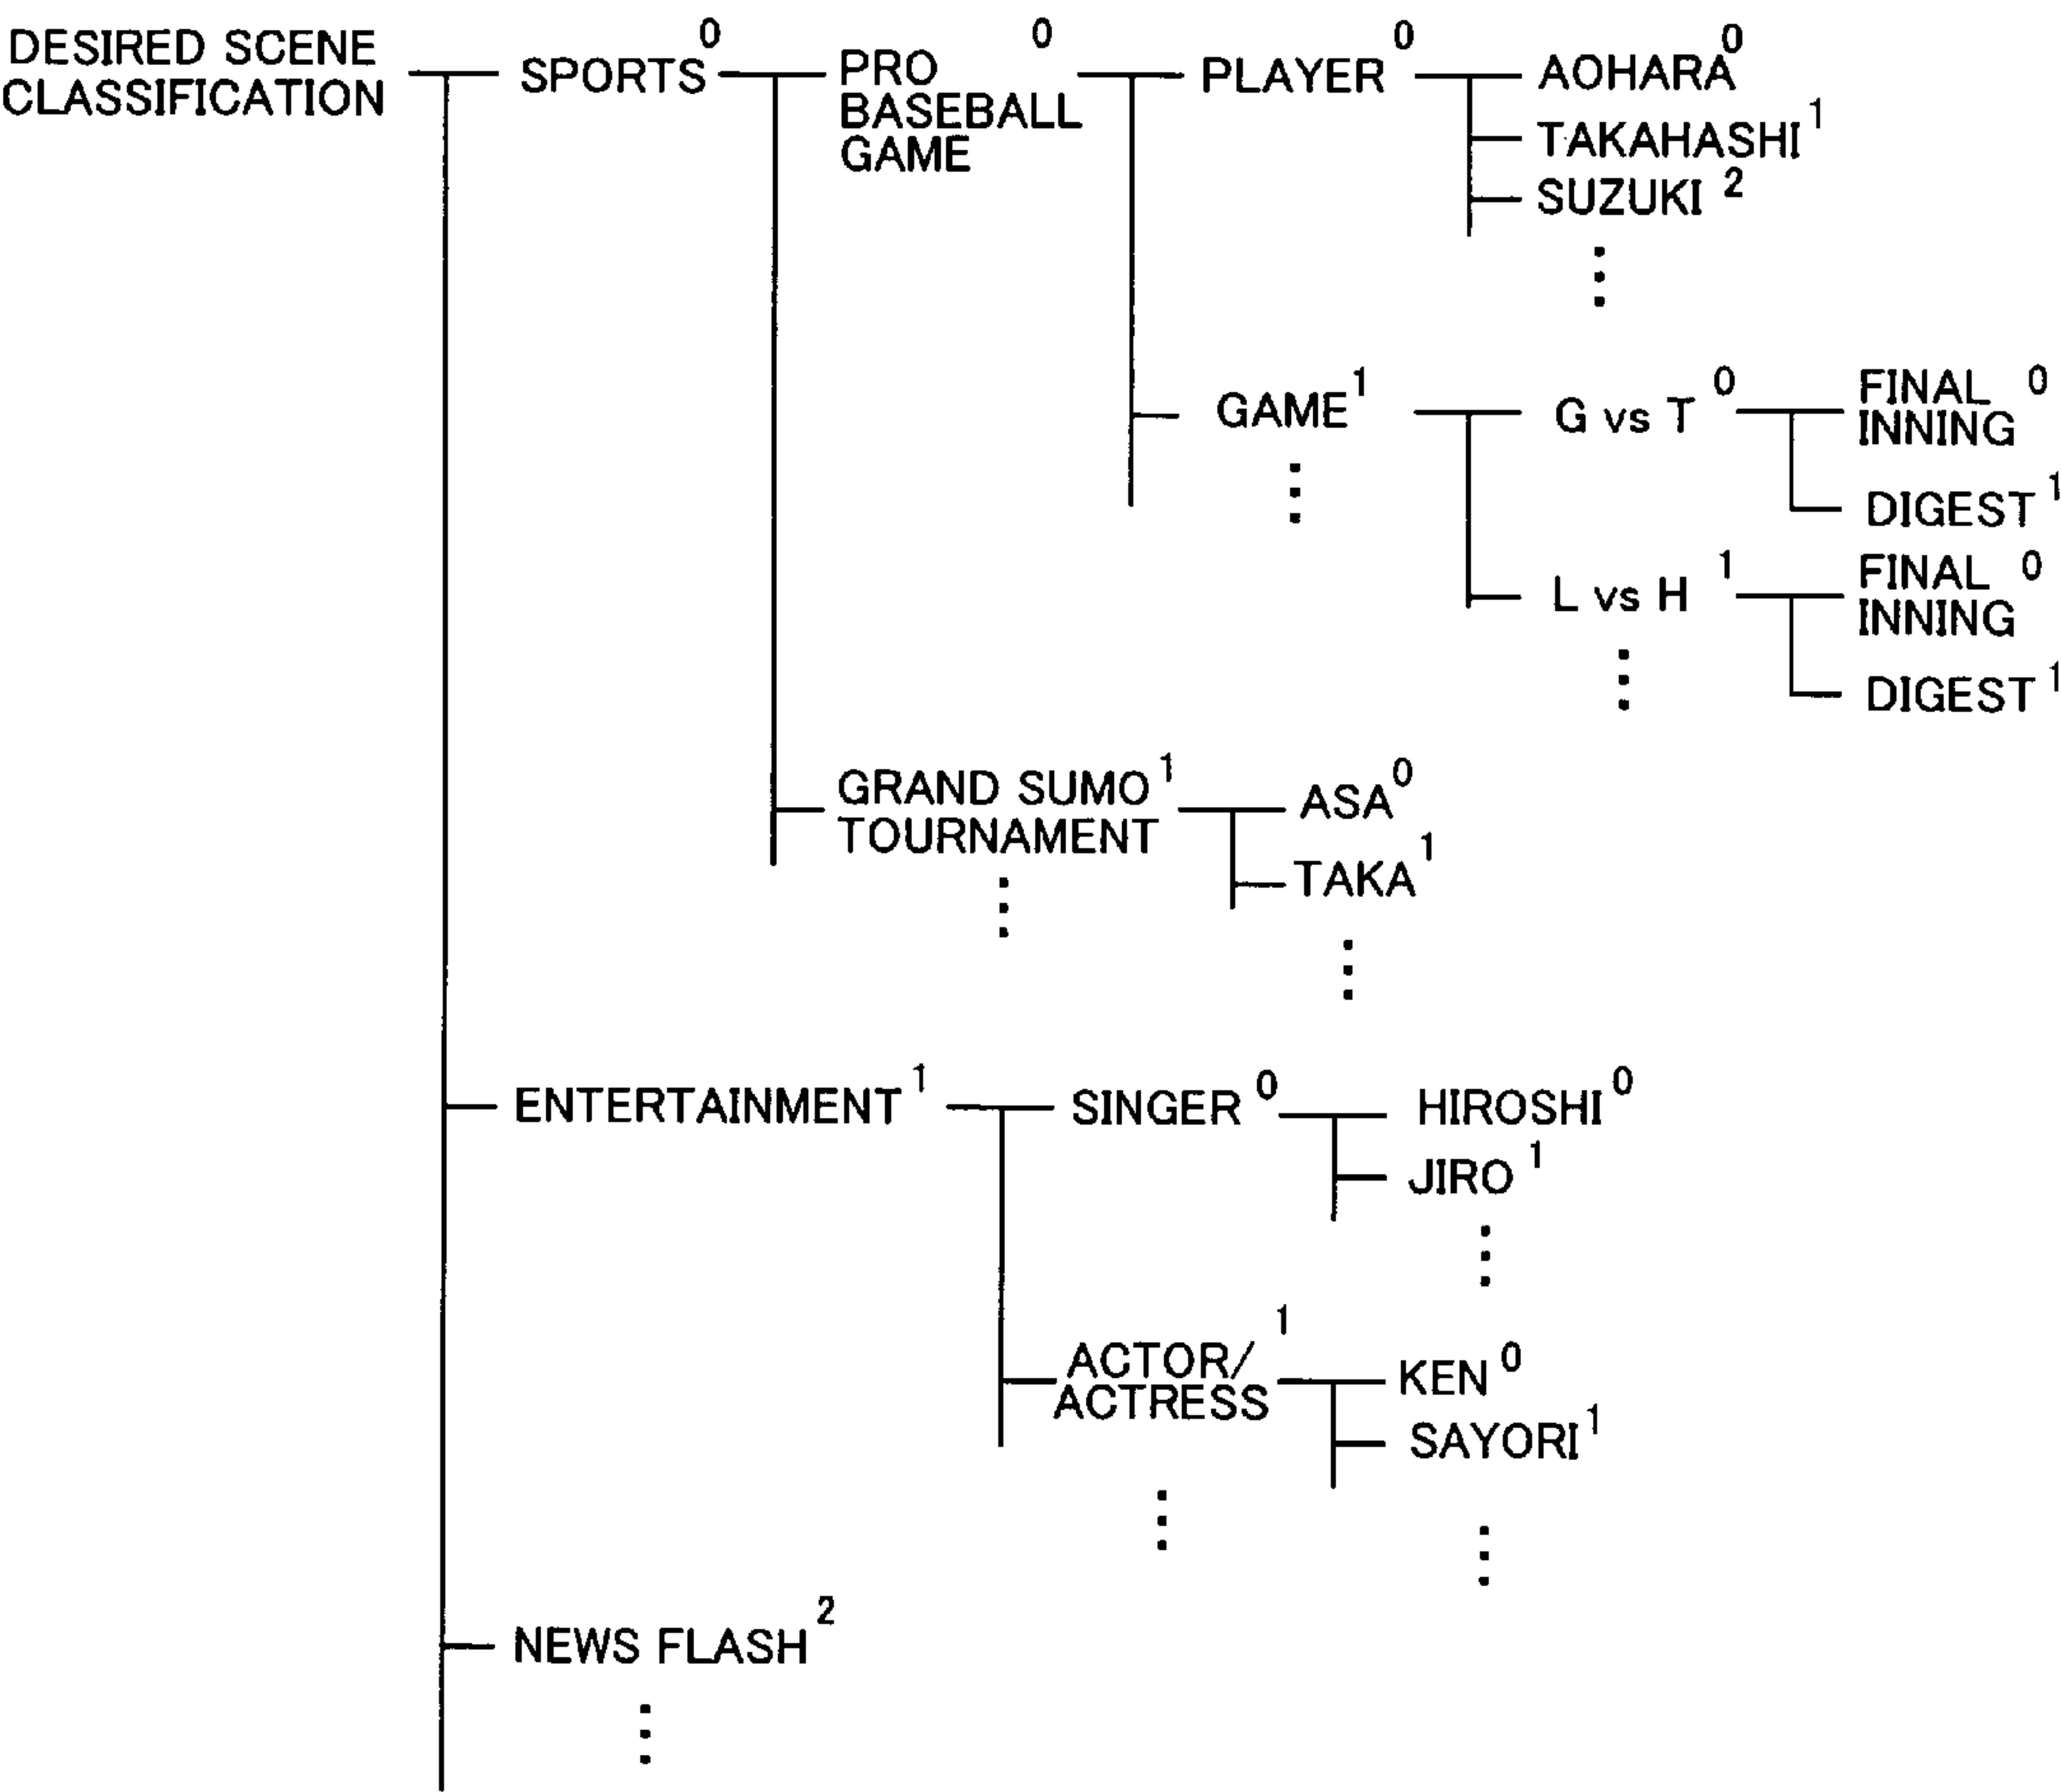 DESIRED SCENE
CLASSIFICATION
SPORTS 0
PRO 0
BASEBALL
GAME
PLAYER 0
AOHARA 0
TAKAHASHI 1
SUZUKI 2
GAME 1
G vs T 0
FINAL 0
INNING
DIGEST 1
L vs H 1
FINAL 0
INNING
DIGEST 1
GRAND SUMO 1
TOURNAMENT
ASA 0
TAKA 1
ENTERTAINMENT 1
SINGER 0
HIROSHI 0
JIRO 1
ACTOR/ 1
ACTRESS
KEN 0
SAYORI 1
NEWS FLASH 2